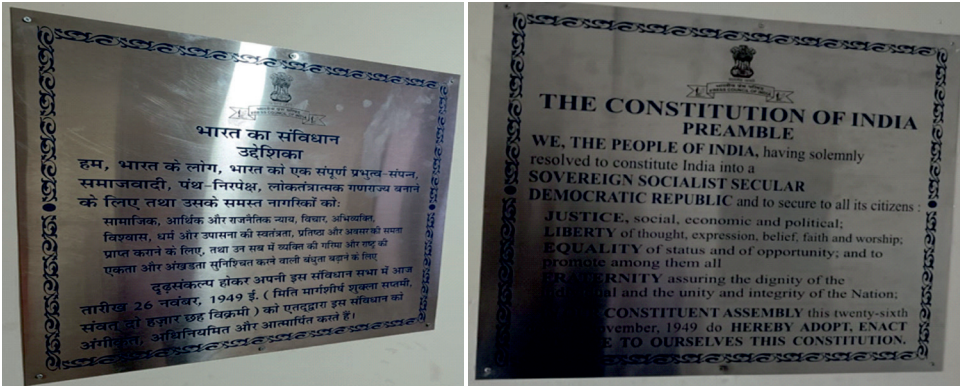 भारत का संविधान
उद्देशिका
हम, भारत के लोग, भारत को एक संपूर्ण प्रभुत्व-संपन्न,
समाजवादी, पंथ-निरपेक्ष, लोकतंत्रात्मक गणराज्य बनाने
के लिए तथा उसके समस्त नागरिकों को:
सामाजिक, आर्थिक और राजनैतिक न्याय, विचार, अभिव्यक्ति,
विश्वास, धर्म और उपासना की स्वतंत्रता, प्रतिष्ठा और अवसर की समता
प्राप्त कराने के लिए, तथा उन सब में व्यक्ति की गरिमा और राष्ट्र की
एकता और अखंडता सुनिश्चित करने वाली बंधुता बढ़ाने के लिए
दृढ़संकल्प होकर अपनी इस संविधान सभा में आज
तारीख 26 नवंबर, 1949 ई. ( मिति मार्गशीर्ष शुक्ला सप्तमी,
संवत् दो हज़ार छह विक्रमी ) को एतद्द्वारा इस संविधान को
अंगीकृत, अधिनियमित और आत्मार्पित करते हैं।
PRESS COUNCIL OF INDIA
THE CONSTITUTION OF INDIA
PREAMBLE
WE, THE PEOPLE OF INDIA, having solemnly
resolved to constitute India into a
SOVEREIGN SOCIALIST SECULAR
DEMOCRATIC REPUBLIC and to secure to all its citizens :
JUSTICE, social, economic and political;
LIBERTY of thought, expression, belief, faith and worship;
EQUALITY of status and of opportunity; and to
promote among them all
FRATERNITY assuring the dignity of the
and the unity and integrity of the Nation;
CONSTITUENT ASSEMBLY this twenty-sixth
November, 1949 do HEREBY ADOPT, ENACT
TO OURSELVES THIS CONSTITUTION.